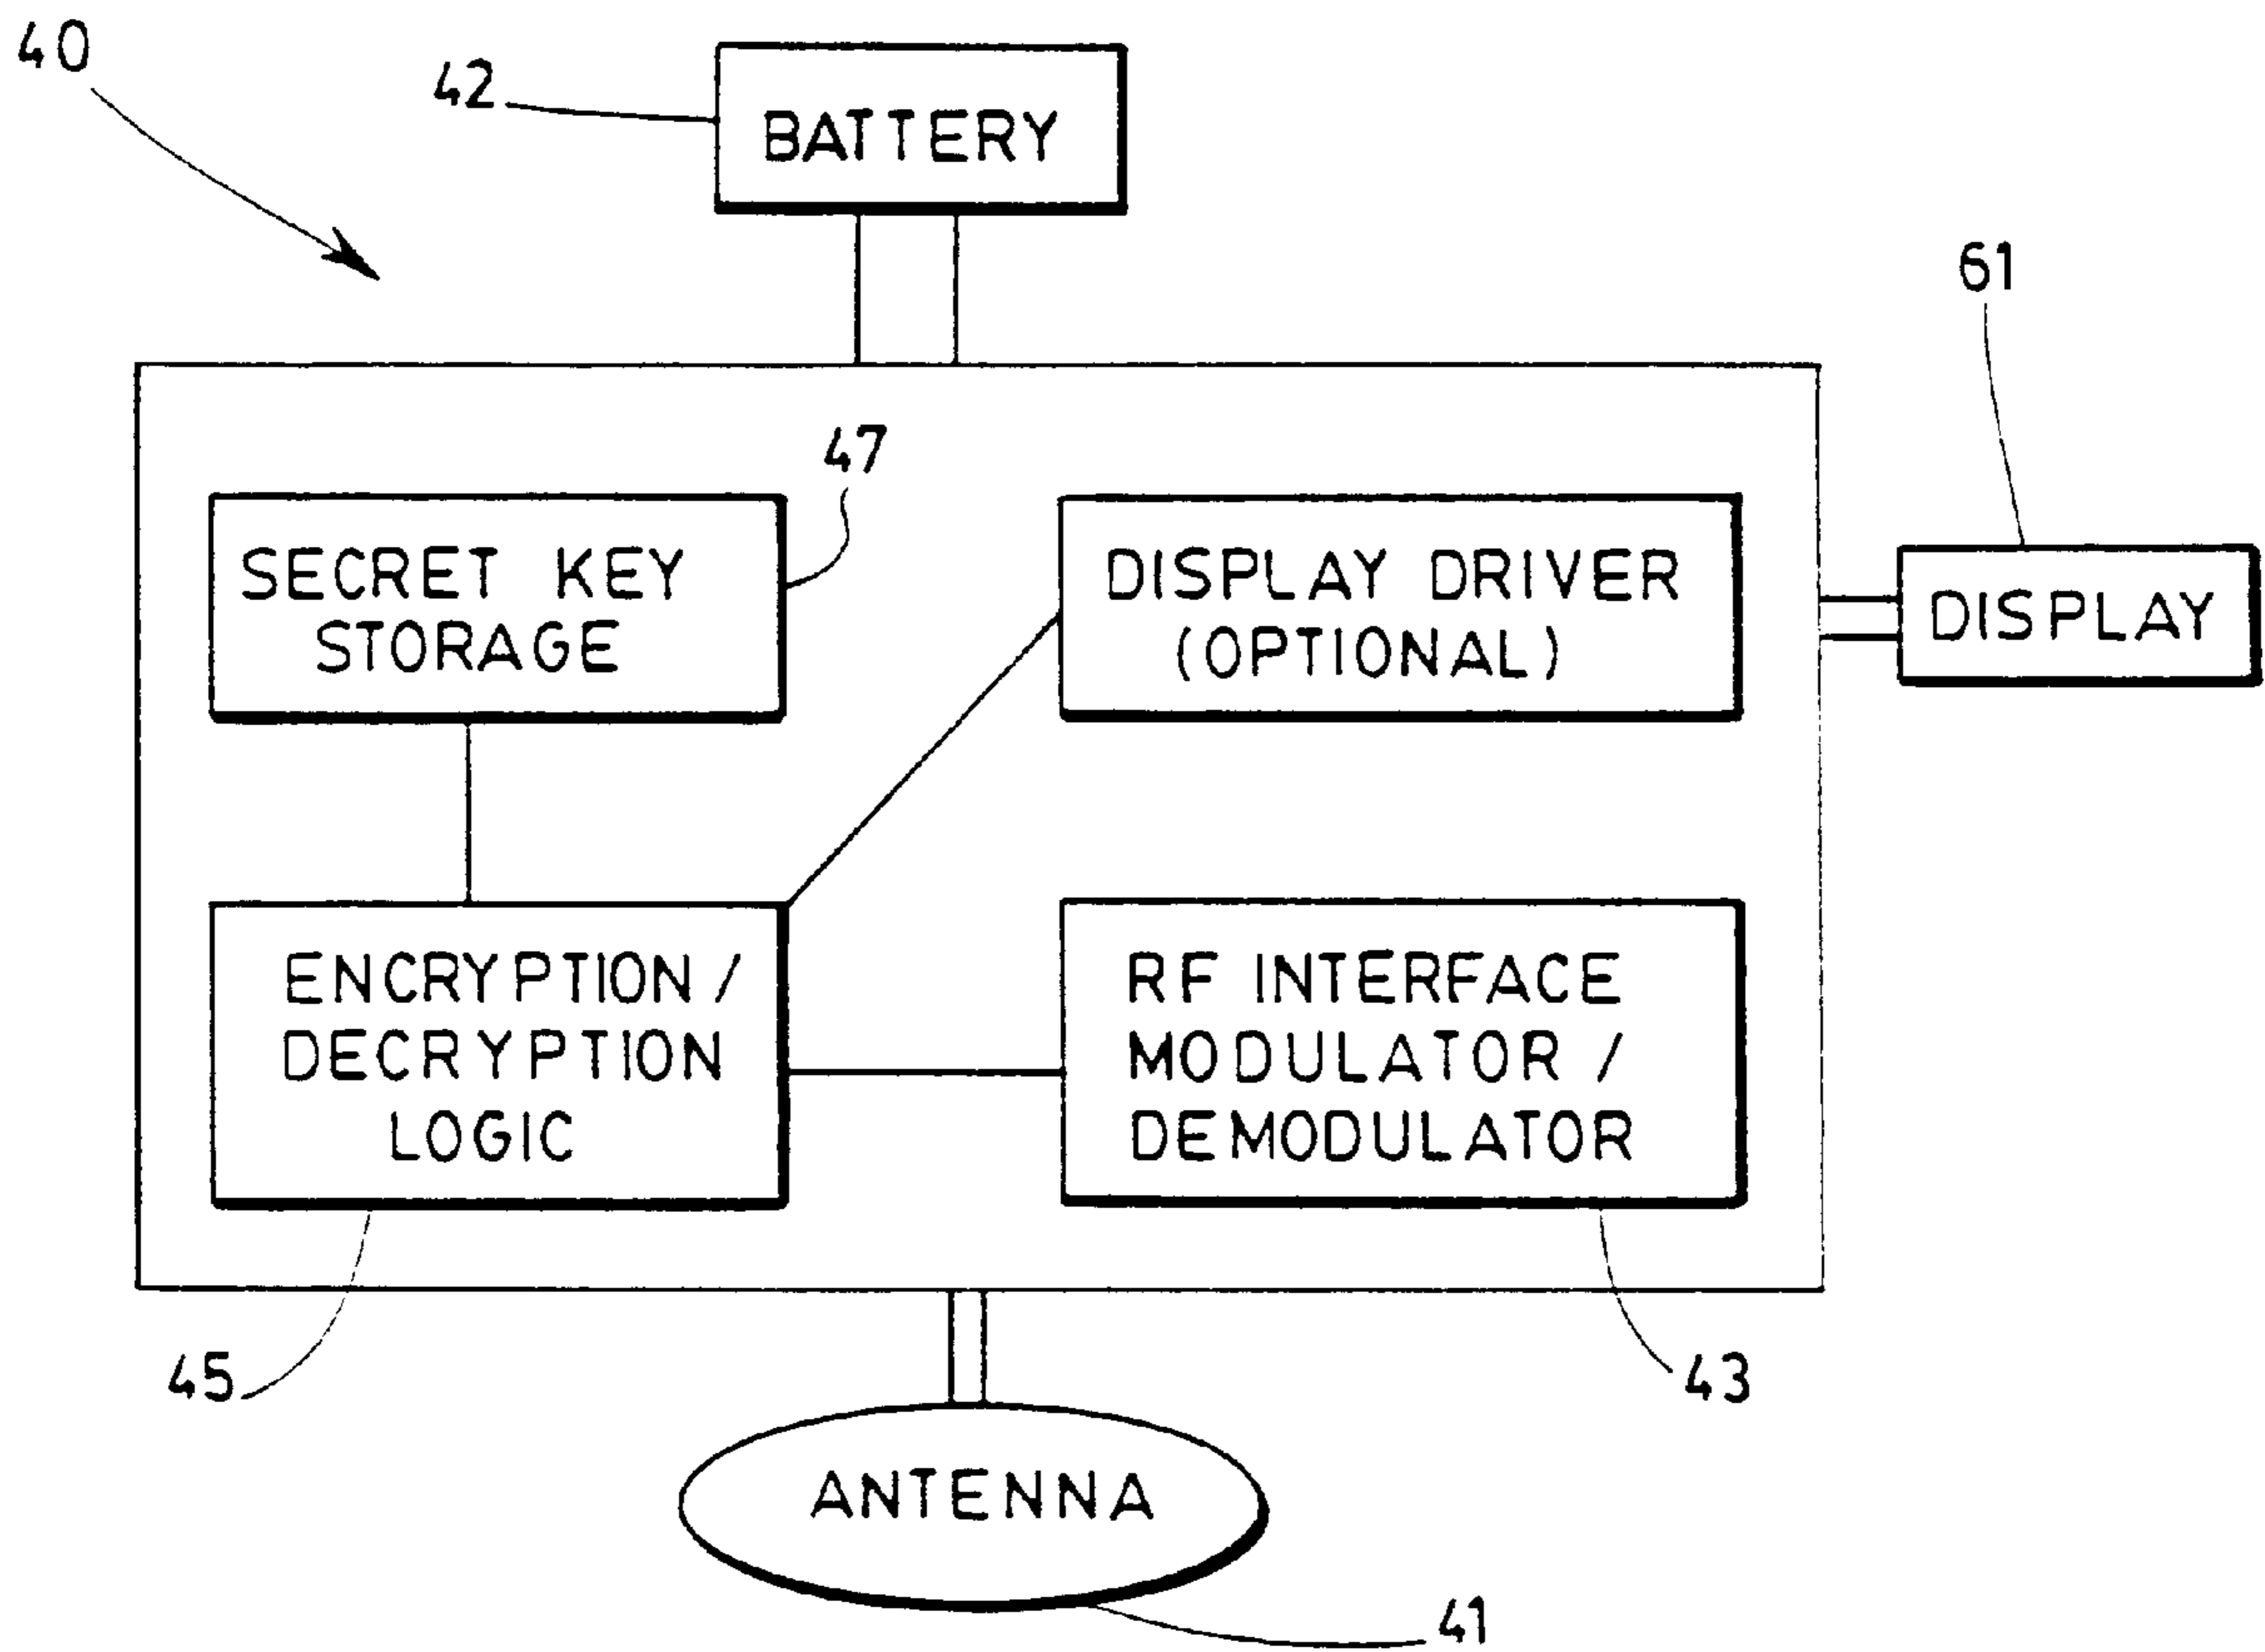 40
42
BATTERY
61
47
SECRET KEY
STORAGE
DISPLAY DRIVER
(OPTIONAL)
DISPLAY
ENCRYPTION /
DECRYPTION
LOGIC
RF INTERFACE
MODULATOR /
DEMODULATOR
45
43
ANTENNA
41